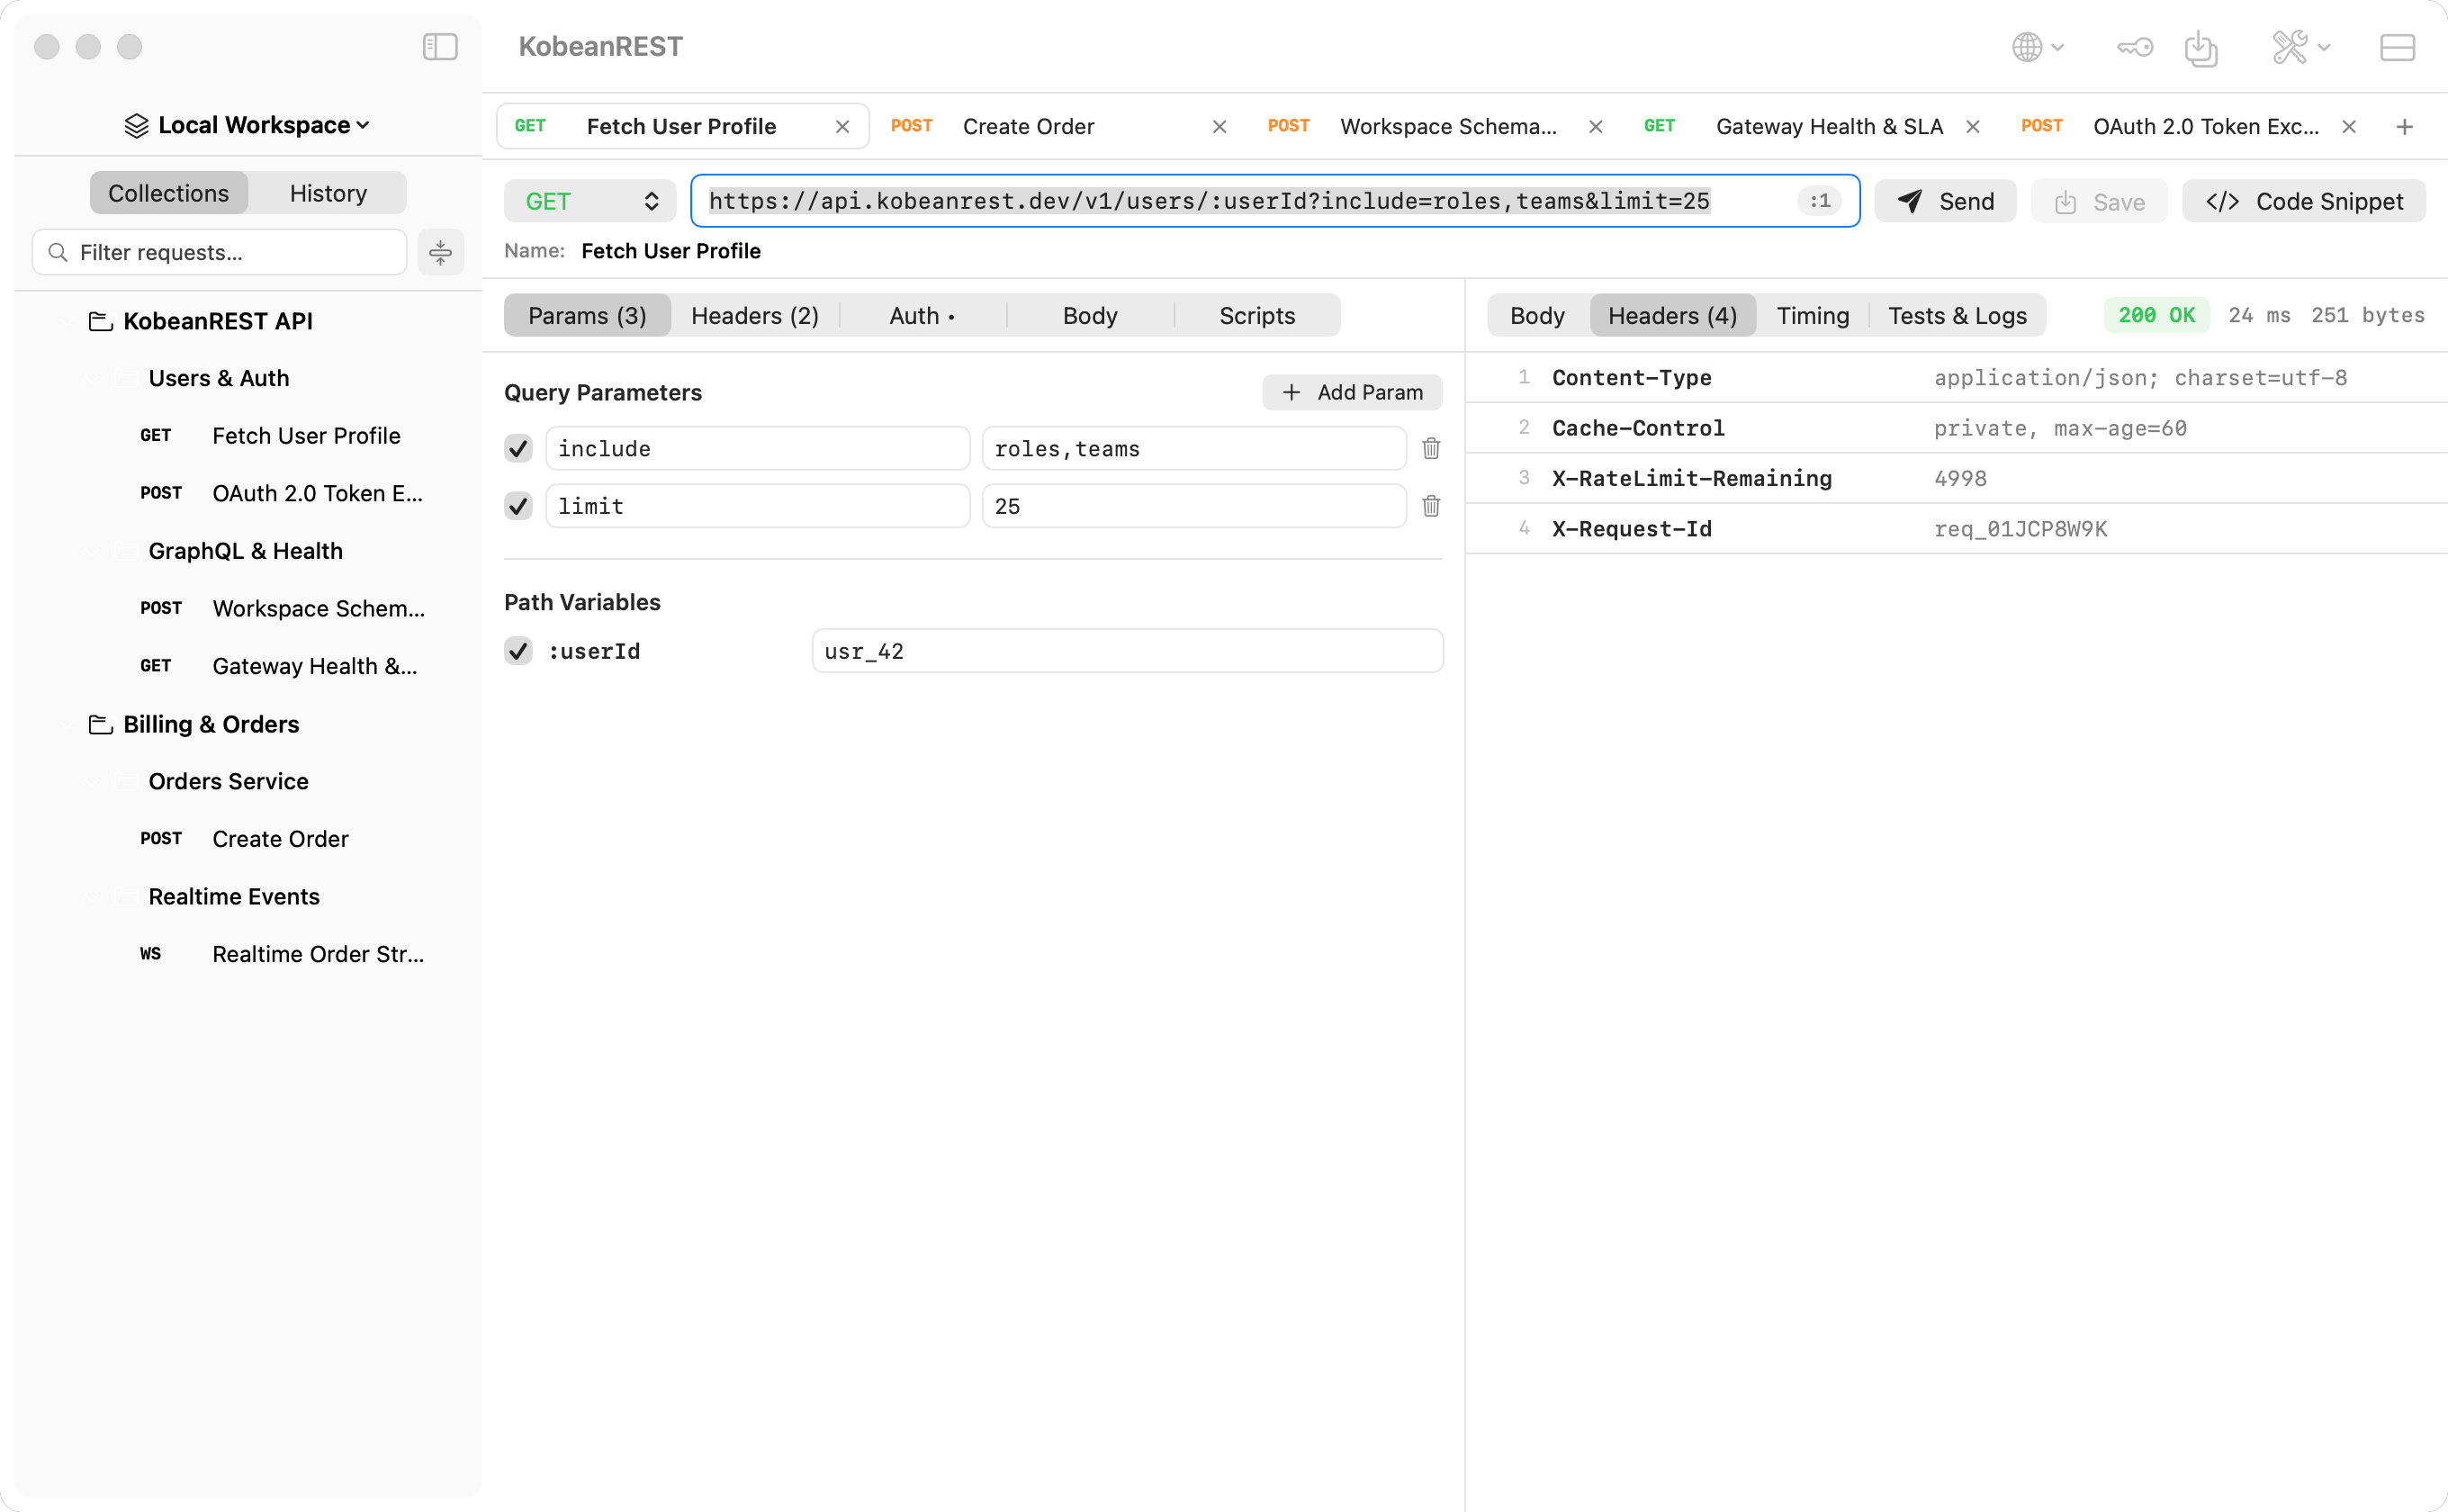 KobeanREST
Local Workspace
Collections
History
Filter requests...
KobeanREST API
Users & Auth
GET Fetch User Profile
POST OAuth 2.0 Token E...
GraphQL & Health
POST Workspace Schem...
GET Gateway Health &...
Billing & Orders
Orders Service
POST Create Order
Realtime Events
WS Realtime Order Str...
GET Fetch User Profile
POST Create Order
POST Workspace Schema...
GET Gateway Health & SLA
POST OAuth 2.0 Token Exc...
GET
https://api.kobeanrest.dev/v1/users/:userId?include=roles,teams&limit=25
:1
Send
Save
</> Code Snippet
Name: Fetch User Profile
Params (3)
Headers (2)
Auth •
Body
Scripts
Query Parameters
+ Add Param
include roles,teams
limit 25
Path Variables
:userId usr_42
Body
Headers (4)
Timing
Tests & Logs
200 OK 24 ms 251 bytes
1 Content-Type application/json; charset=utf-8
2 Cache-Control private, max-age=60
3 X-RateLimit-Remaining 4998
4 X-Request-Id req_01JCP8W9K